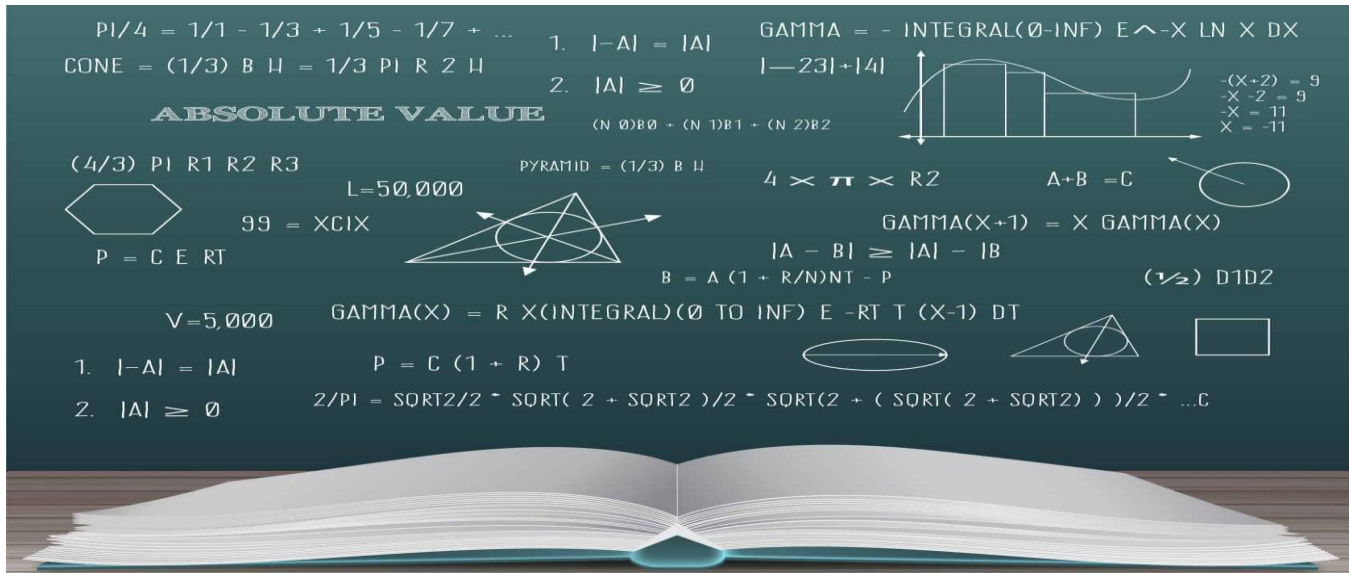 PI/4 = 1/1 - 1/3 + 1/5 - 1/7 + ...
CONE = (1/3) B H = 1/3 PI R 2 H
ABSOLUTE VALUE
1. |-A| = |A|
2. |A| ≥ 0
(N 0)B0 + (N 1)B1 + (N 2)B2
GAMMA = - INTEGRAL(0-INF) E^-X LN X DX
|—23|+|4|
-(X+2) = 9
-X -2 = 9
-X = 11
X = -11
(4/3) PI R1 R2 R3
L=50,000
99 = XCIX
P = C E RT
PYRAMID = (1/3) B H
4 × π × R2
A+B =C
GAMMA(X+1) = X GAMMA(X)
|A - B| ≥ |A| - |B
B = A (1 + R/N)NT - P
(1/2) D1D2
V=5,000
GAMMA(X) = R X(INTEGRAL)(0 TO INF) E -RT T (X-1) DT
1. |-A| = |A|
2. |A| ≥ 0
P = C (1 + R) T
2/PI = SQRT2/2 * SQRT( 2 + SQRT2 )/2 * SQRT(2 + ( SQRT( 2 + SQRT2) ) )/2 * ...C